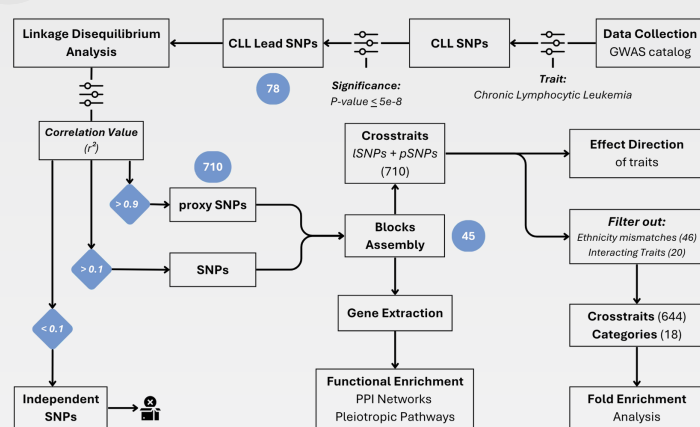 Linkage Disequilibrium
Analysis
CLL Lead SNPs
CLL SNPs
Data Collection
GWAS catalog
78
Significance:
P-value ≤ 5e-8
Trait:
Chronic Lymphocytic Leukemia
Correlation Value
(r²)
Crosstraits
lSNPs + pSNPs
(710)
Effect Direction
of traits
710
> 0.9
proxy SNPs
Blocks
Assembly
45
Filter out:
Ethnicity mismatches (46)
Interacting Traits (20)
> 0.1
SNPs
Gene Extraction
Crosstraits (644)
Categories (18)
< 0.1
Independent
SNPs
Functional Enrichment
PPI Networks
Pleiotropic Pathways
Fold Enrichment
Analysis